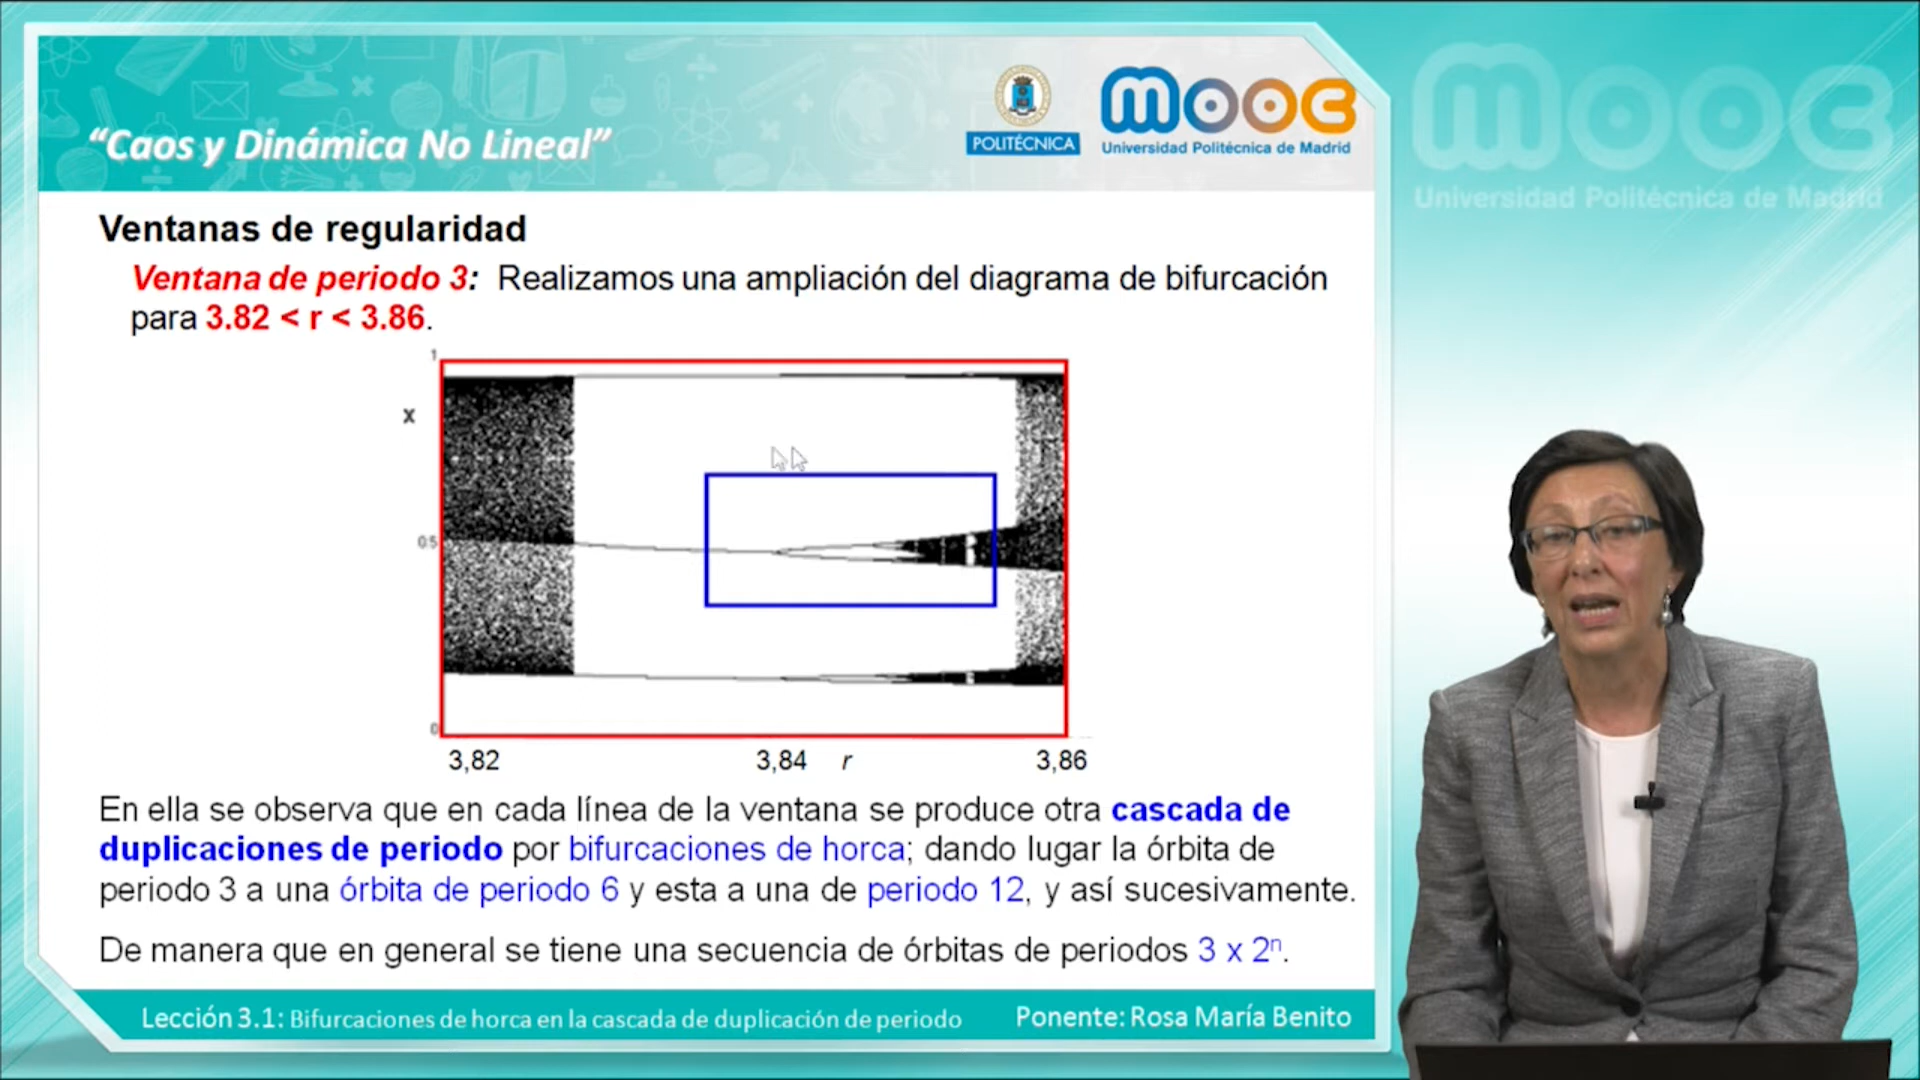 “Caos y Dinámica No Lineal”
POLITÉCNICA
mooc
Universidad Politécnica de Madrid
mooc
Universidad Politécnica de Madrid
Ventanas de regularidad
Ventana de periodo 3: Realizamos una ampliación del diagrama de bifurcación
para 3.82 < r < 3.86.
1
x
0.5
0
3,82 3,84 r 3,86
En ella se observa que en cada línea de la ventana se produce otra cascada de
duplicaciones de periodo por bifurcaciones de horca; dando lugar la órbita de
periodo 3 a una órbita de periodo 6 y esta a una de periodo 12, y así sucesivamente.
De manera que en general se tiene una secuencia de órbitas de periodos 3 x 2ⁿ.
Lección 3.1: Bifurcaciones de horca en la cascada de duplicación de periodo Ponente: Rosa María Benito